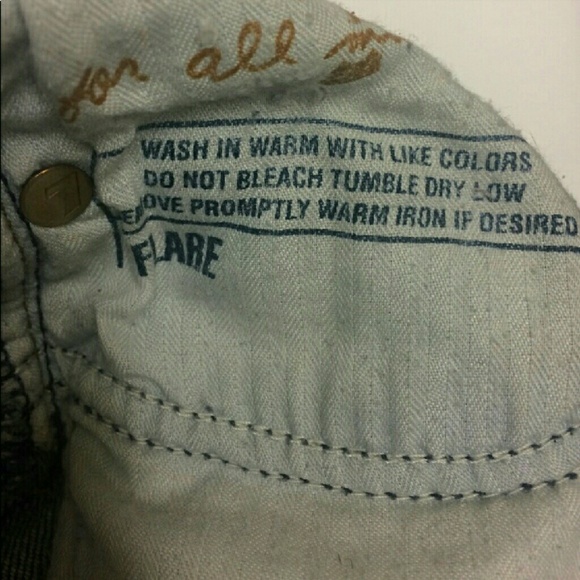 for all
WASH IN WARM WITH LIKE COLORS
DO NOT BLEACH TUMBLE DRY LOW
OVE PROMPTLY WARM IRON IF DESIRED
FLARE